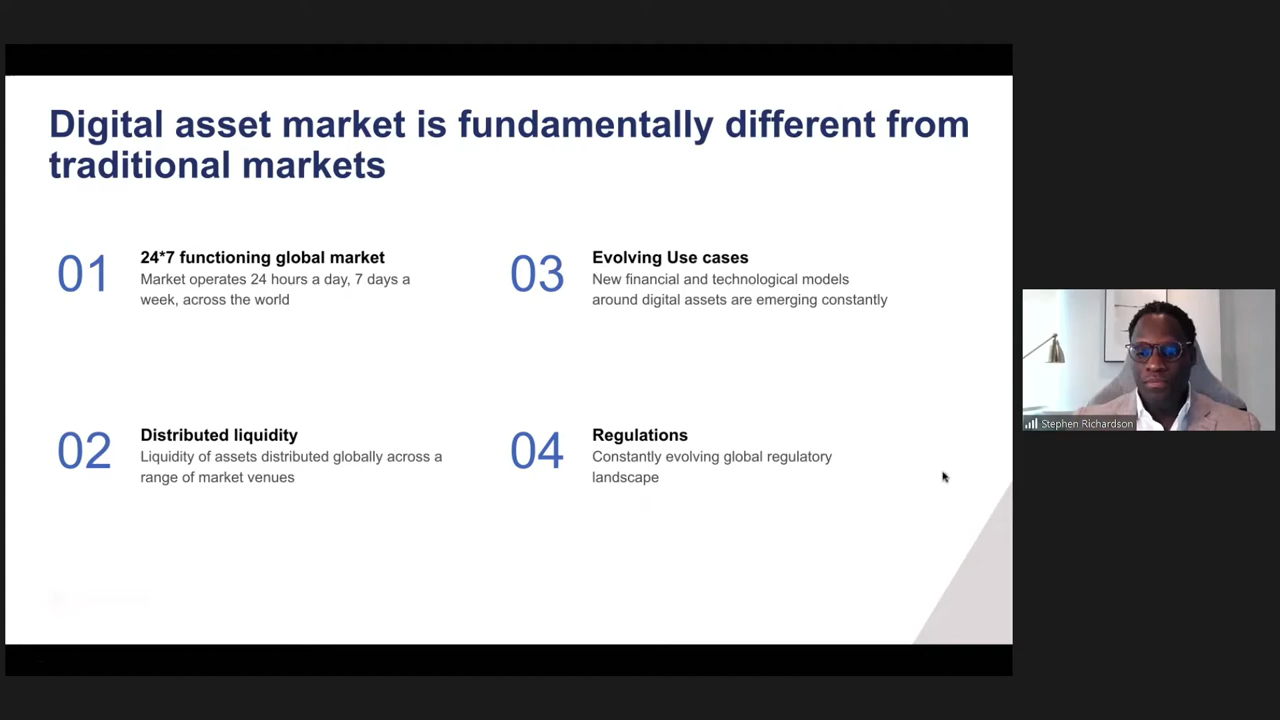 Digital asset market is fundamentally different from
traditional markets
01
24*7 functioning global market
Market operates 24 hours a day, 7 days a
week, across the world
02
Distributed liquidity
Liquidity of assets distributed globally across a
range of market venues
03
Evolving Use cases
New financial and technological models
around digital assets are emerging constantly
04
Regulations
Constantly evolving global regulatory
landscape
Stephen Richardson